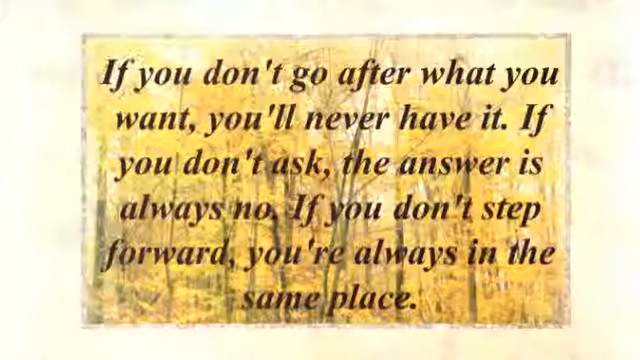 If you don't go after what you
want, you'll never have it. If
you don't ask, the answer is
always no. If you don't step
forward, you're always in the
same place.